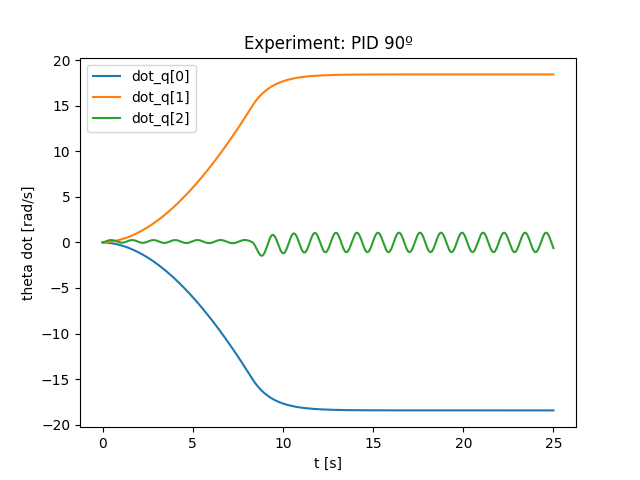 Experiment: PID 90º
dot_q[0]
dot_q[1]
dot_q[2]
theta dot [rad/s]
20
15
10
5
0
−5
−10
−15
−20
0 5 10 15 20 25
t [s]